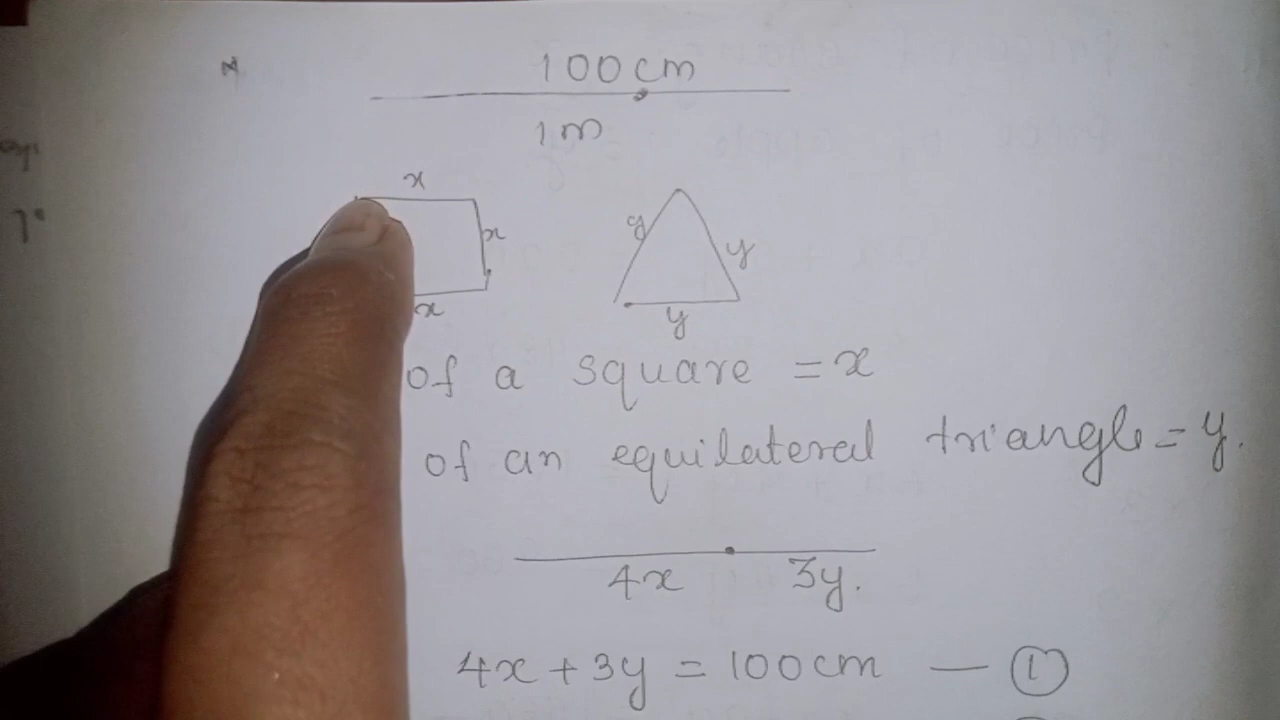 100 cm
1 m
x
x
x
y
y
y
of a square = x
of an equilateral triangle = y.
4x 3y.
4x + 3y = 100 cm — ①